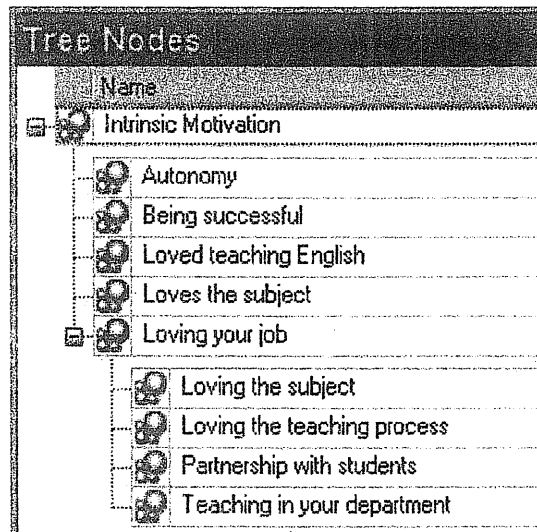 Tree Nodes
Name
Intrinsic Motivation
Autonomy
Being successful
Loved teaching English
Loves the subject
Loving your job
Loving the subject
Loving the teaching process
Partnership with students
Teaching in your department